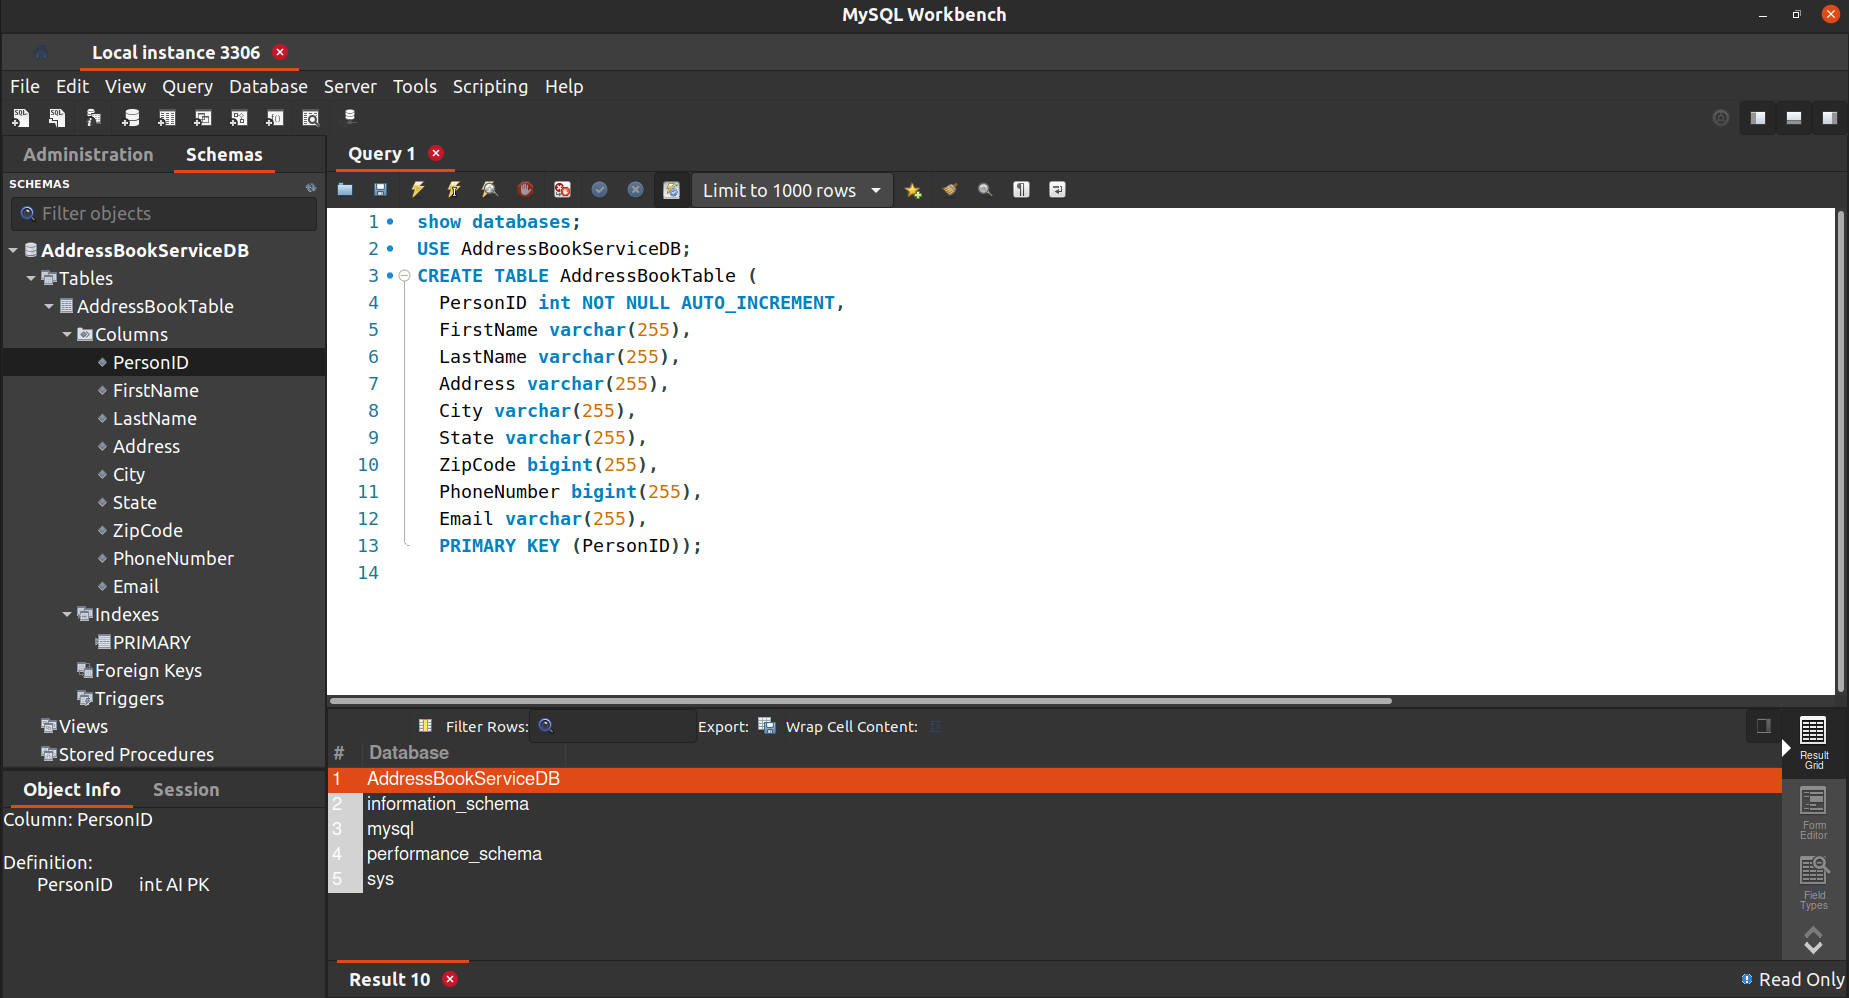 MySQL Workbench
Local instance 3306
File Edit View Query Database Server Tools Scripting Help
Administration Schemas
SCHEMAS
Filter objects
AddressBookServiceDB
Tables
AddressBookTable
Columns
PersonID
FirstName
LastName
Address
City
State
ZipCode
PhoneNumber
Email
Indexes
PRIMARY
Foreign Keys
Triggers
Views
Stored Procedures
Object Info Session
Column: PersonID
Definition:
PersonID int AI PK
Query 1
Limit to 1000 rows
1 show databases;
2 USE AddressBookServiceDB;
3 CREATE TABLE AddressBookTable (
4 PersonID int NOT NULL AUTO_INCREMENT,
5 FirstName varchar(255),
6 LastName varchar(255),
7 Address varchar(255),
8 City varchar(255),
9 State varchar(255),
10 ZipCode bigint(255),
11 PhoneNumber bigint(255),
12 Email varchar(255),
13 PRIMARY KEY (PersonID));
14
Filter Rows: Export: Wrap Cell Content:
# Database
1 AddressBookServiceDB
2 information_schema
3 mysql
4 performance_schema
5 sys
Result
Grid
Form
Editor
Field
Types
Result 10
Read Only